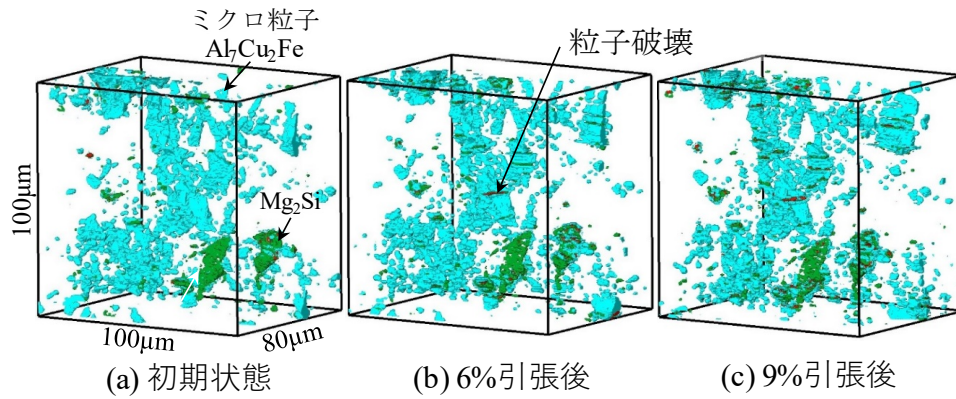 ミクロ粒子
Al₇Cu₂Fe
粒子破壊
Mg₂Si
100μm
100μm
80μm
(a) 初期状態
(b) 6%引張後
(c) 9%引張後